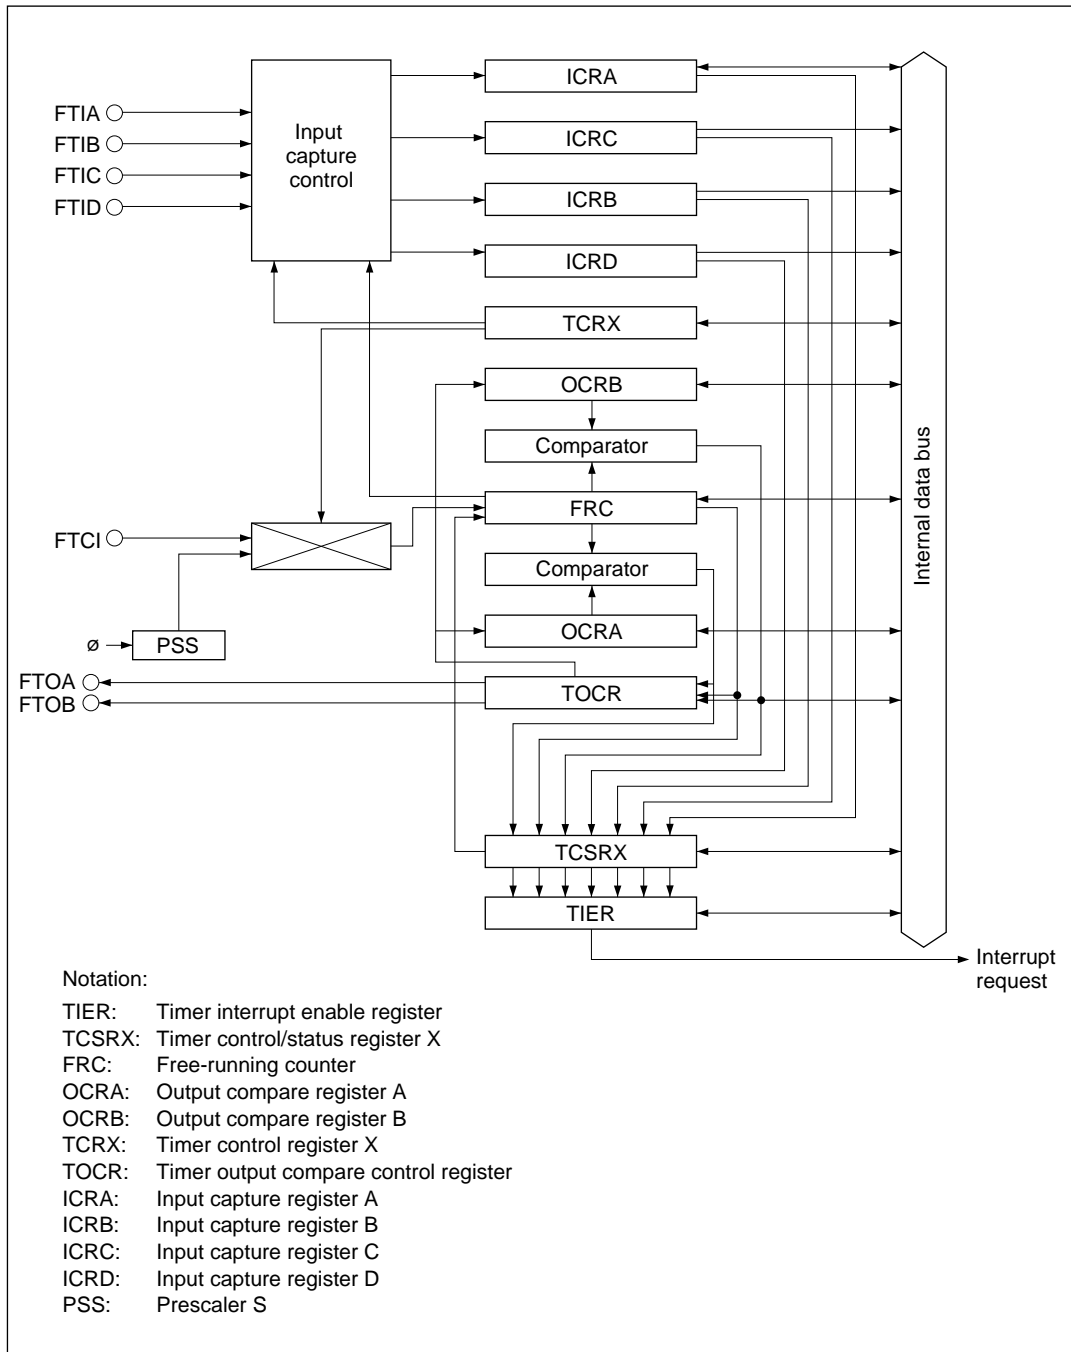 ICRA
FTIA
FTIB
FTIC
FTID
Input
capture
control
ICRC
ICRB
ICRD
TCRX
OCRB
Comparator
FRC
FTCI
Comparator
OCRA
ø
PSS
FTOA
FTOB
TOCR
TCSRX
TIER
Internal data bus
Interrupt
request
Notation:
TIER: Timer interrupt enable register
TCSRX: Timer control/status register X
FRC: Free-running counter
OCRA: Output compare register A
OCRB: Output compare register B
TCRX: Timer control register X
TOCR: Timer output compare control register
ICRA: Input capture register A
ICRB: Input capture register B
ICRC: Input capture register C
ICRD: Input capture register D
PSS: Prescaler S